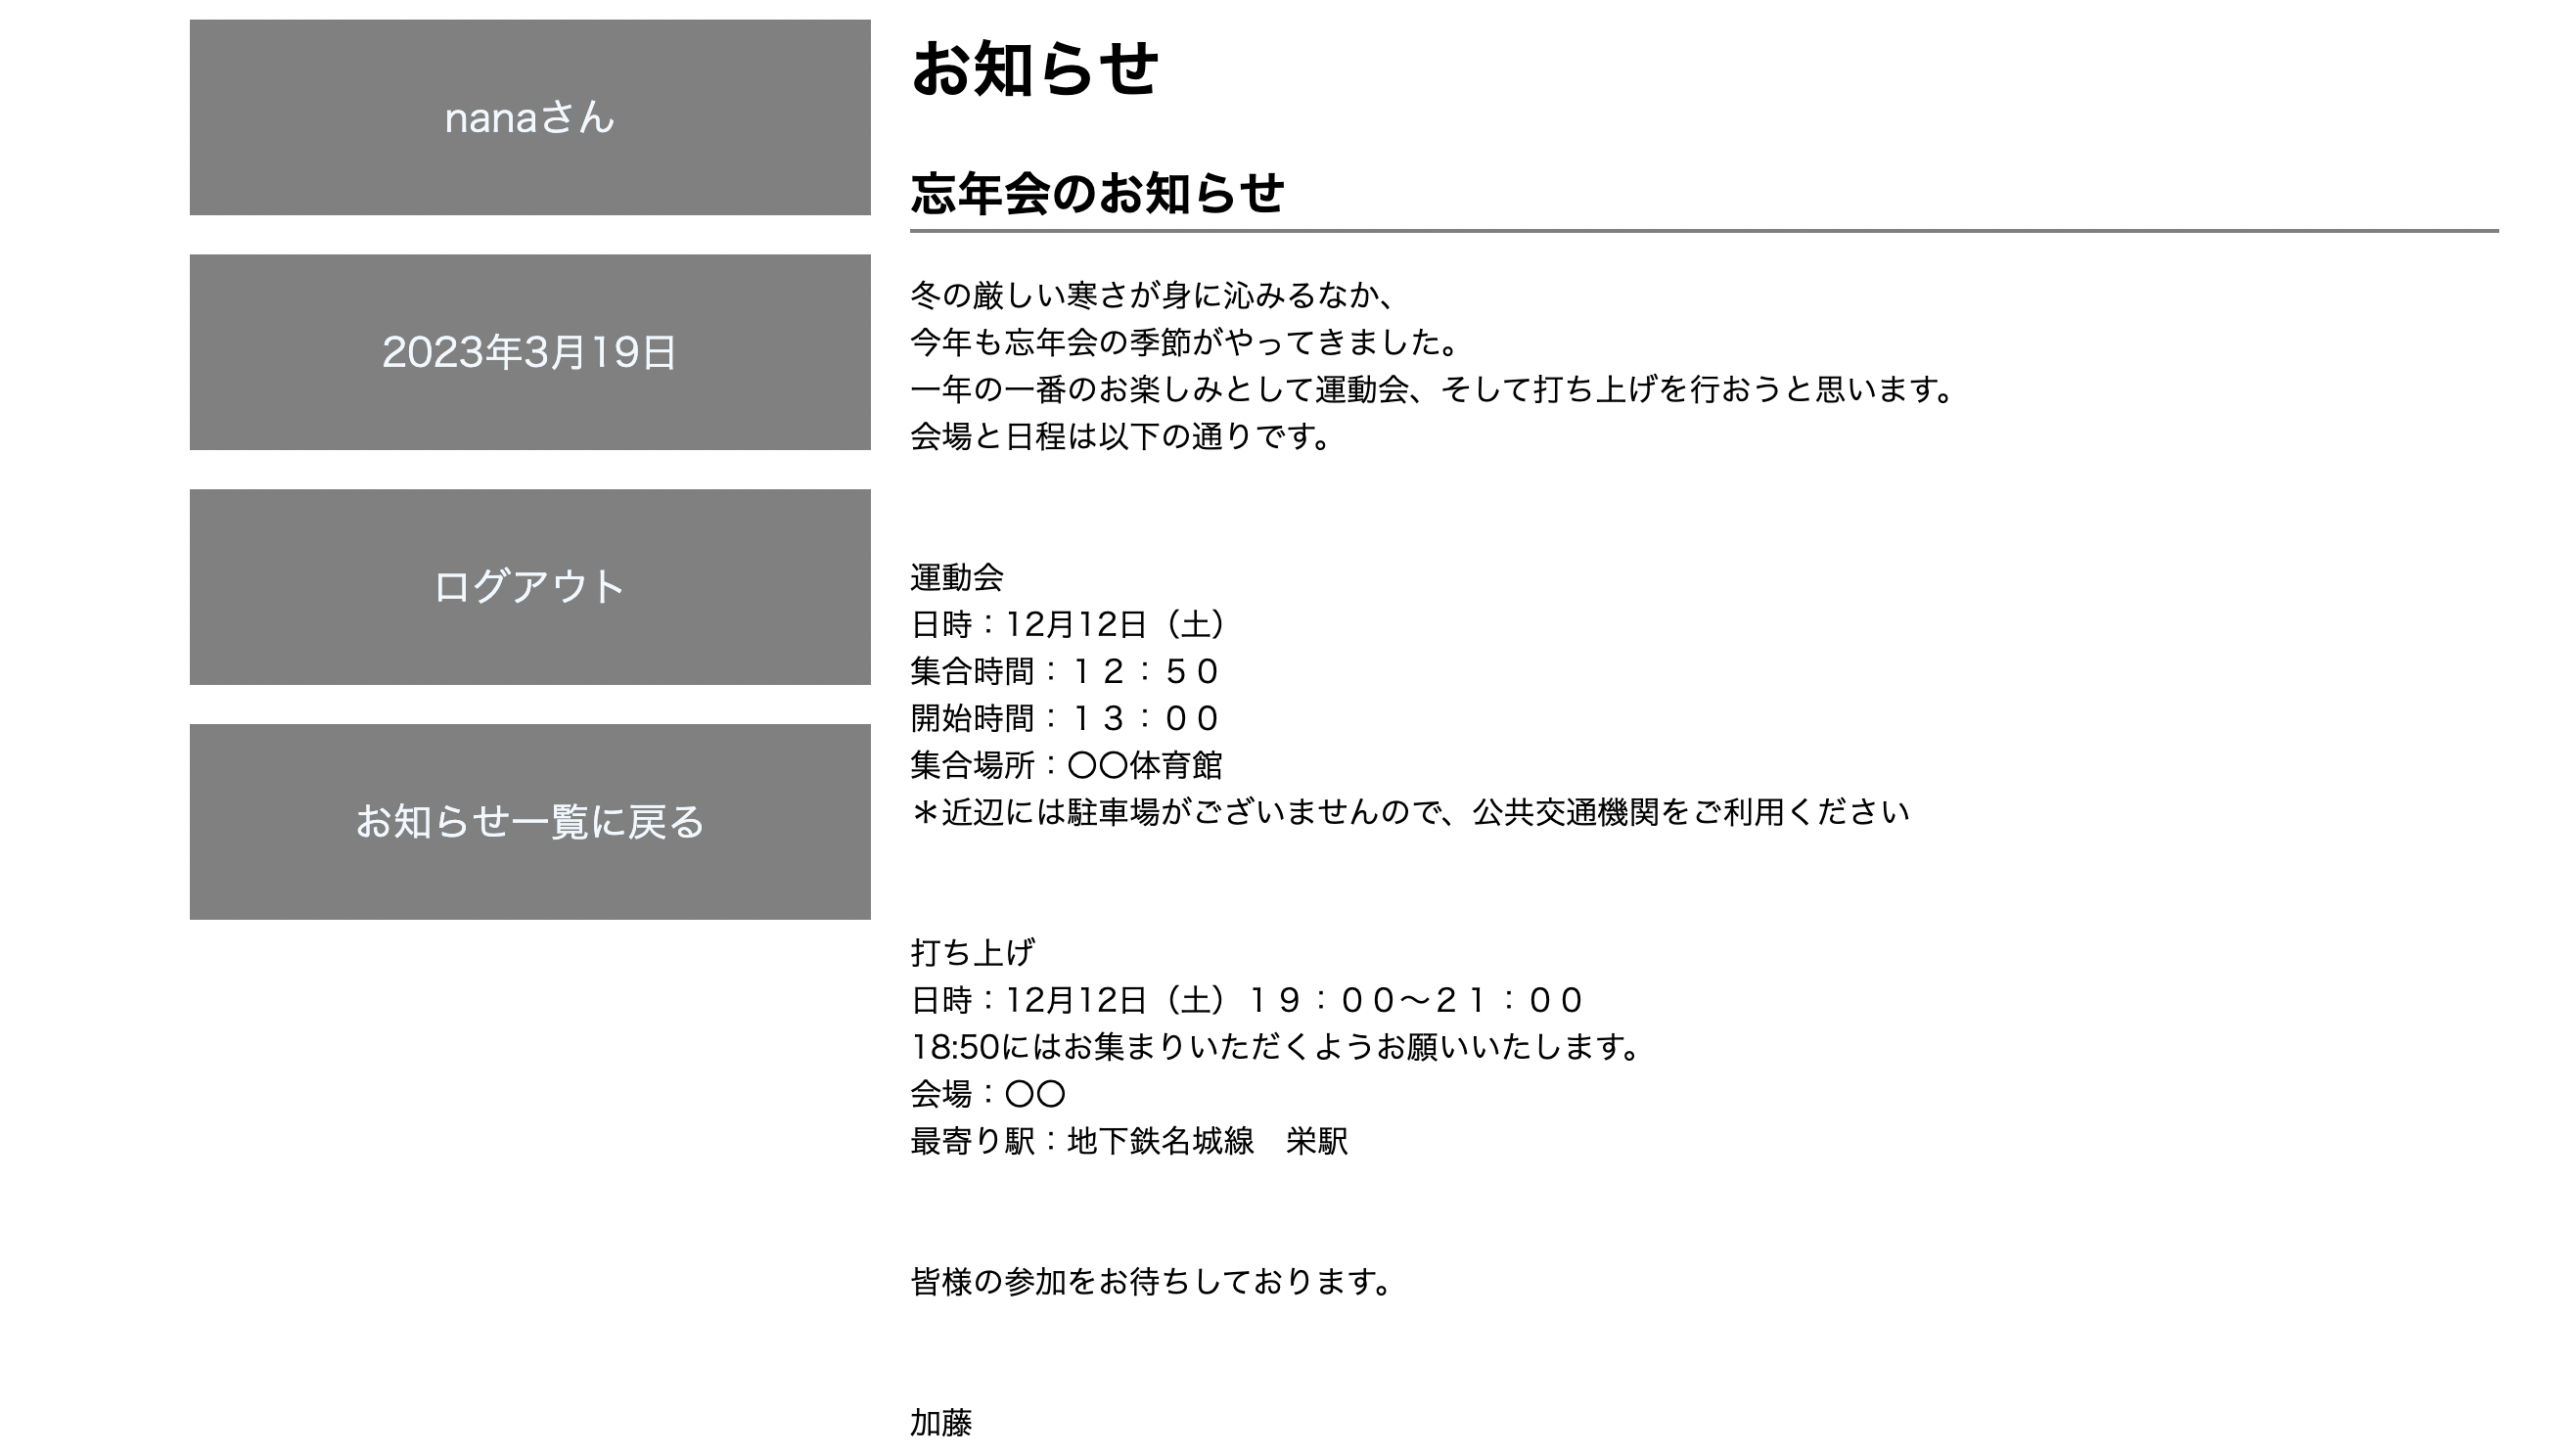 nanaさん
2023年3月19日
ログアウト
お知らせ一覧に戻る
お知らせ
忘年会のお知らせ
冬の厳しい寒さが身に沁みるなか、
今年も忘年会の季節がやってきました。
一年の一番のお楽しみとして運動会、そして打ち上げを行おうと思います。
会場と日程は以下の通りです。
運動会
日時：12月12日（土）
集合時間：１２：５０
開始時間：１３：００
集合場所：〇〇体育館
＊近辺には駐車場がございませんので、公共交通機関をご利用ください
打ち上げ
日時：12月12日（土）１９：００〜２１：００
18:50にはお集まりいただくようお願いいたします。
会場：〇〇
最寄り駅：地下鉄名城線　栄駅
皆様の参加をお待ちしております。
加藤